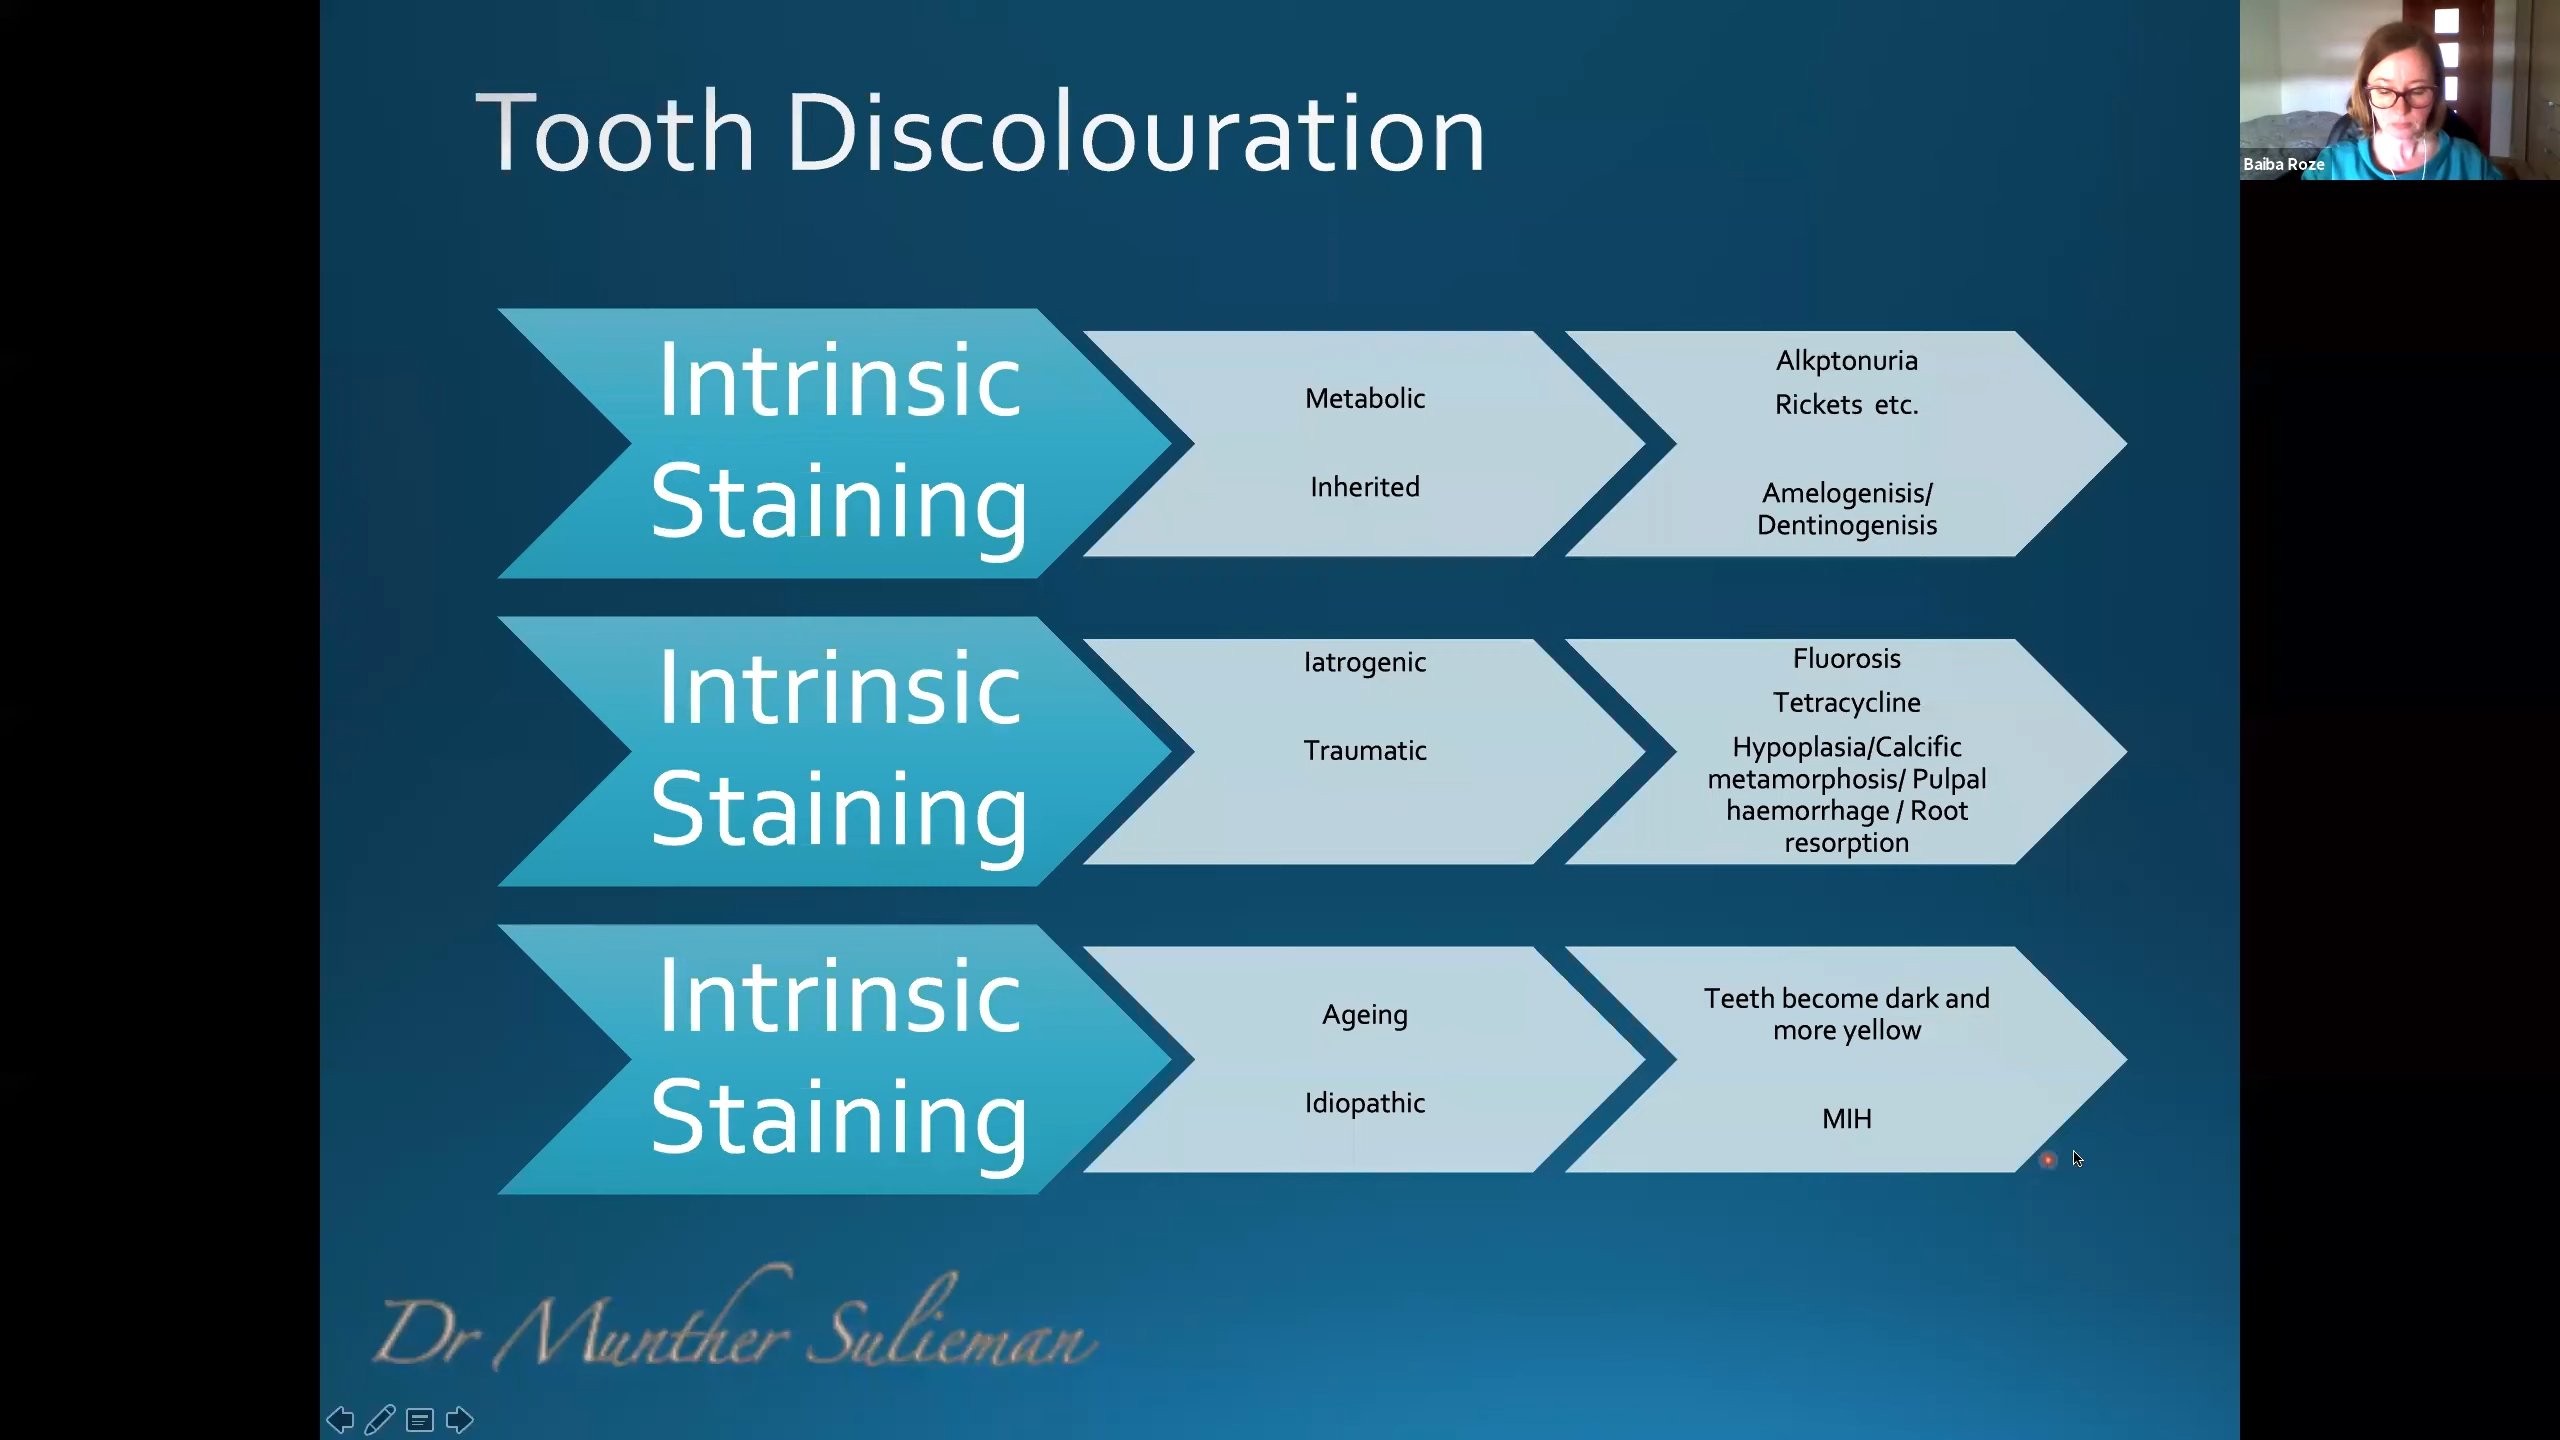 Tooth Discolouration
Baiba Roze
Intrinsic
Staining
Metabolic
Inherited
Alkptonuria
Rickets etc.
Amelogenisis/
Dentinogenisis
Intrinsic
Staining
Iatrogenic
Traumatic
Fluorosis
Tetracycline
Hypoplasia/Calcific
metamorphosis/ Pulpal
haemorrhage / Root
resorption
Intrinsic
Staining
Ageing
Idiopathic
Teeth become dark and
more yellow
MIH
Dr Munther Sulieman